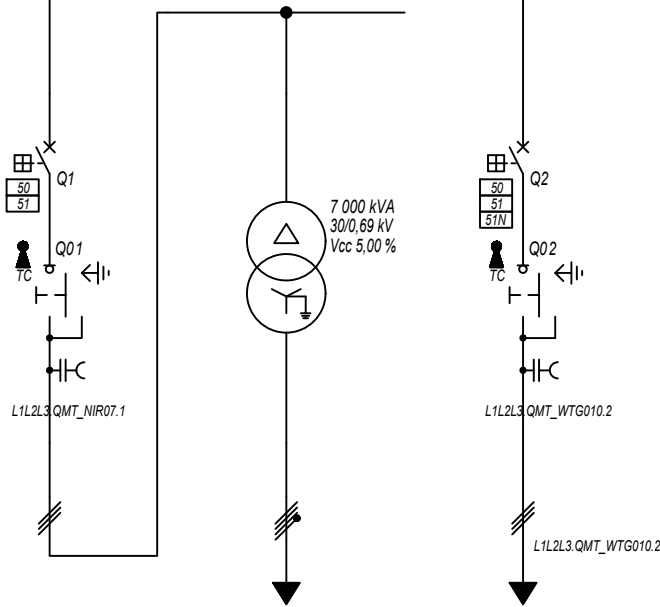 Q1
50
51
Q01
TC
L1L2L3.QMT_NIR07.1
7 000 kVA
30/0,69 kV
Vcc 5,00 %
Q2
50
51
51N
Q02
TC
L1L2L3.QMT_WTG010.2
L1L2L3.QMT_WTG010.2